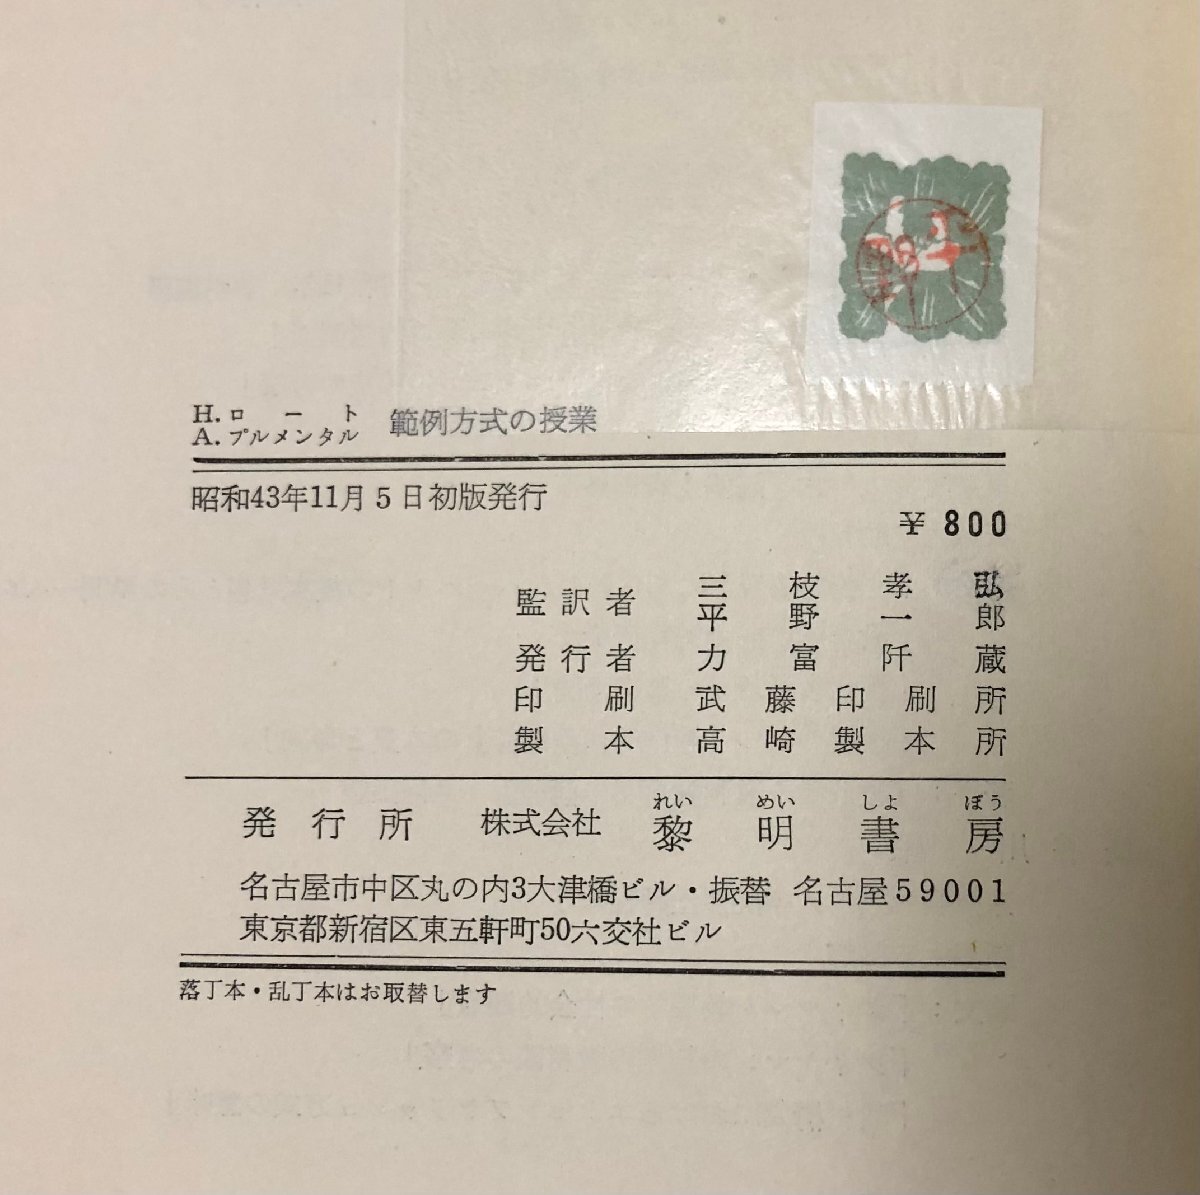 H. ロート
A. プルメンタル 範例方式の授業
昭和43年11月5日初版発行
¥ 800
監訳者 三枝孝弘
平野一郎
発行者 力富阡蔵
印刷 武藤印刷所
製本 高崎製本所
れい めい しよ ぼう
発行所 株式会社 黎明書房
名古屋市中区丸の内3大津橋ビル・振替 名古屋59001
東京都新宿区東五軒町50六交社ビル
落丁本・乱丁本はお取替します